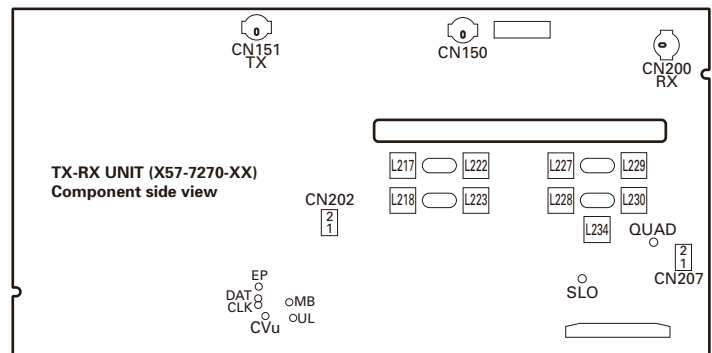 CN151
TX
CN150
CN200
RX
TX-RX UNIT (X57-7270-XX)
Component side view
L217
L222
L227
L229
L218
L223
L228
L230
CN202
2
1
L234
QUAD
2
1
CN207
EP
DAT
CLK
CVu
MB
UL
SLO